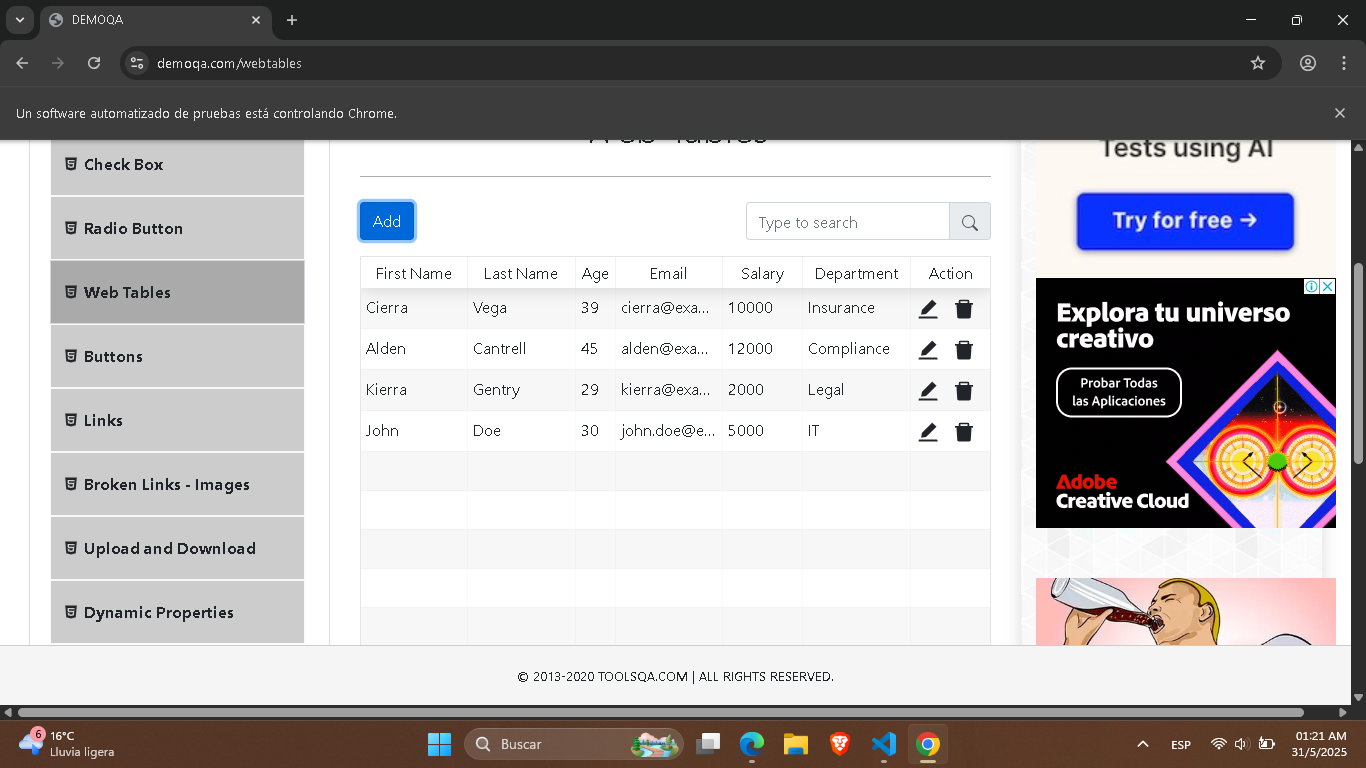 DEMOQA
demoqa.com/webtables
Un software automatizado de pruebas está controlando Chrome.
Check Box
Radio Button
Web Tables
Buttons
Links
Broken Links - Images
Upload and Download
Dynamic Properties
Add
Type to search
First Name Last Name Age Email Salary Department Action
Cierra Vega 39 cierra@exa... 10000 Insurance
Alden Cantrell 45 alden@exa... 12000 Compliance
Kierra Gentry 29 kierra@exa... 2000 Legal
John Doe 30 john.doe@e... 5000 IT
Tests using AI
Try for free →
Explora tu universo
creativo
Probar Todas
las Aplicaciones
Adobe
Creative Cloud
© 2013-2020 TOOLSQA.COM | ALL RIGHTS RESERVED.
6
16°C
Lluvia ligera
Buscar
ESP
01:21 AM
31/5/2025